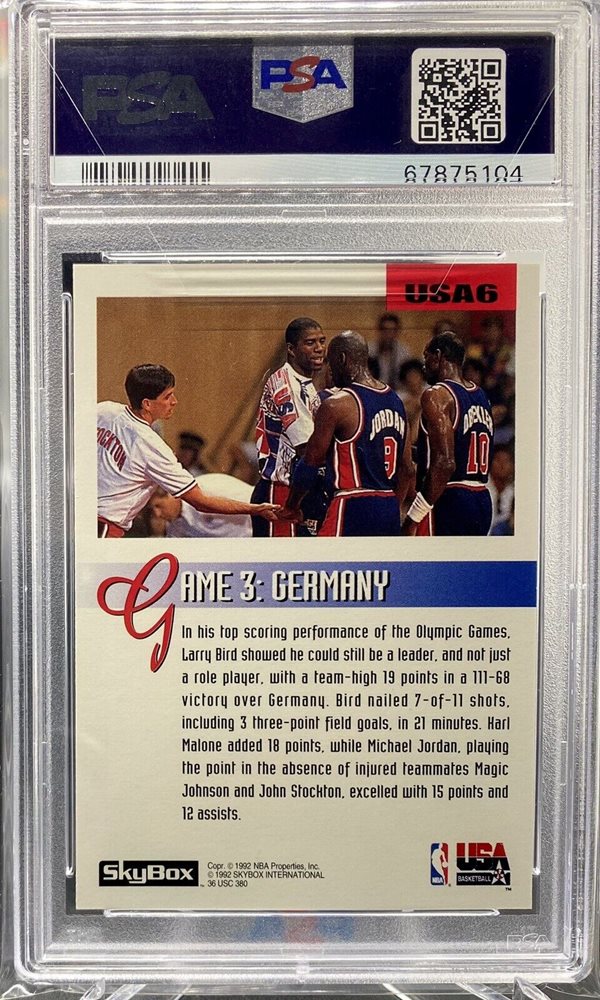 PSA
PSA
67875104
USA6
STOCKTON
JORDAN
9
10
GAME 3: GERMANY
In his top scoring performance of the Olympic Games,
Larry Bird showed he could still be a leader, and not just
a role player, with a team-high 19 points in a 111-68
victory over Germany. Bird nailed 7-of-11 shots,
including 3 three-point field goals, in 21 minutes. Karl
Malone added 18 points, while Michael Jordan, playing
the point in the absence of injured teammates Magic
Johnson and John Stockton, excelled with 15 points and
12 assists.
SkyBox™
Copr. © 1992 NBA Properties, Inc.
© 1992 SKYBOX INTERNATIONAL
36 USC 380
NBA
USA
BASKETBALL™
PSA